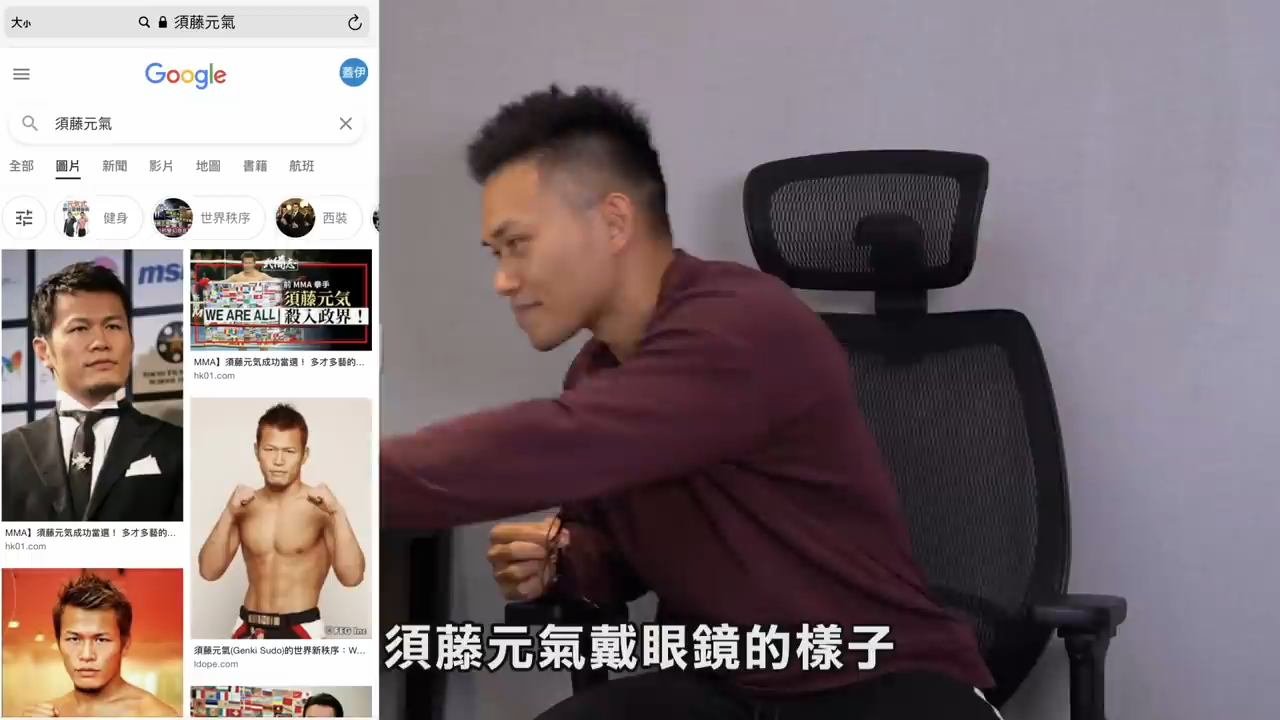 大小 須藤元氣
Google
蓋伊
須藤元氣
全部 圖片 新聞 影片 地圖 書籍 航班
健身 世界秩序 西裝
msn
前 MMA 拳手
須藤元氣
WE ARE ALL
殺入政界！
MMA】須藤元氣成功當選！ 多才多藝的...
hk01.com
©FEG Inc
MMA】須藤元氣成功當選！ 多才多藝的...
hk01.com
須藤元氣(Genki Sudo)的世界新秩序：W...
ldope.com
須藤元氣戴眼鏡的樣子